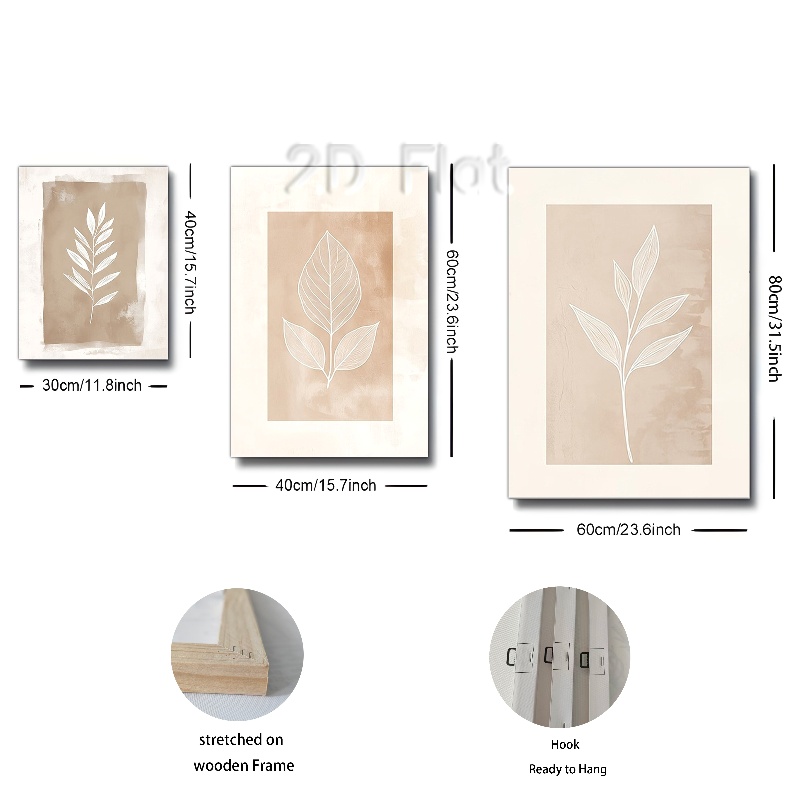 2D Flat
40cm/15.7inch
30cm/11.8inch
60cm/23.6inch
40cm/15.7inch
80cm/31.5inch
60cm/23.6inch
stretched on
wooden Frame
Hook
Ready to Hang